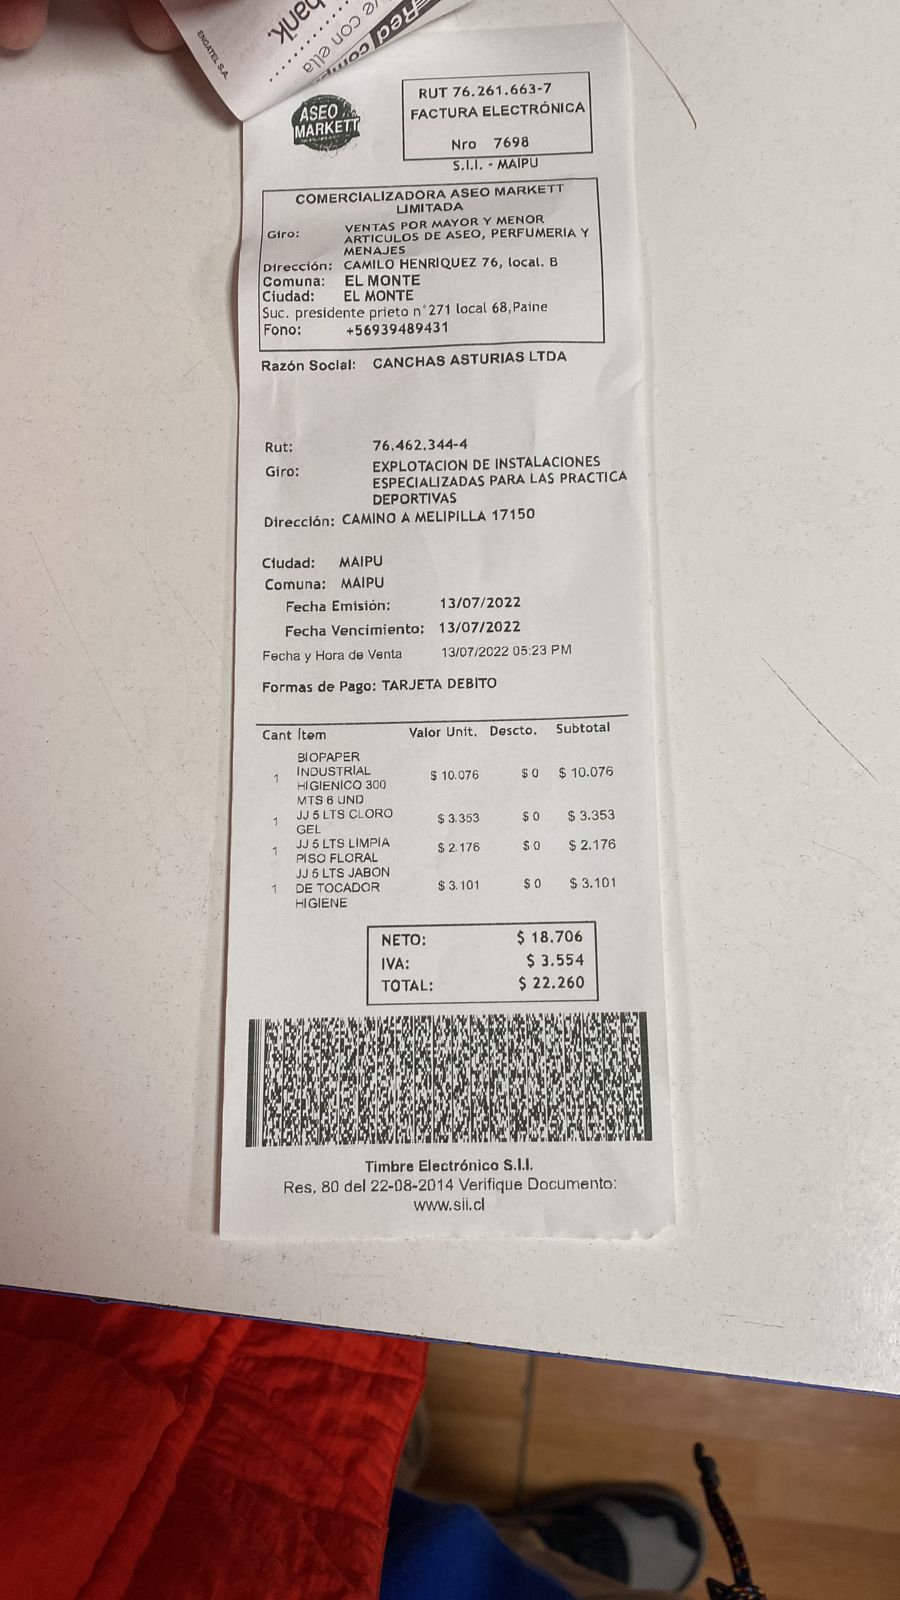 ENGATEL S.A.
bank.
ve con ella
Red comp
ASEO
MARKETT
RUT 76.261.663-7
FACTURA ELECTRÓNICA
Nro 7698
S.I.I. - MAIPU
COMERCIALIZADORA ASEO MARKETT
LIMITADA
Giro: VENTAS POR MAYOR Y MENOR
ARTICULOS DE ASEO, PERFUMERIA Y
MENAJES
Dirección: CAMILO HENRIQUEZ 76, local. B
Comuna: EL MONTE
Ciudad: EL MONTE
Suc. presidente prieto n°271 local 68,Paine
Fono: +56939489431
Razón Social: CANCHAS ASTURIAS LTDA
Rut: 76.462.344-4
Giro: EXPLOTACION DE INSTALACIONES
ESPECIALIZADAS PARA LAS PRACTICA
DEPORTIVAS
Dirección: CAMINO A MELIPILLA 17150
Ciudad: MAIPU
Comuna: MAIPU
Fecha Emisión: 13/07/2022
Fecha Vencimiento: 13/07/2022
Fecha y Hora de Venta 13/07/2022 05:23 PM
Formas de Pago: TARJETA DEBITO
Cant Ítem Valor Unit. Descto. Subtotal
BIOPAPER
INDUSTRIAL
1 $ 10.076 $ 0 $ 10.076
HIGIENICO 300
MTS 6 UND
JJ 5 LTS CLORO
1 $ 3.353 $ 0 $ 3.353
GEL
JJ 5 LTS LIMPIA
1 $ 2.176 $ 0 $ 2.176
PISO FLORAL
JJ 5 LTS JABON
1 DE TOCADOR $ 3.101 $ 0 $ 3.101
HIGIENE
NETO: $ 18.706
IVA: $ 3.554
TOTAL: $ 22.260
Timbre Electrónico S.I.I.
Res. 80 del 22-08-2014 Verifique Documento:
www.sii.cl